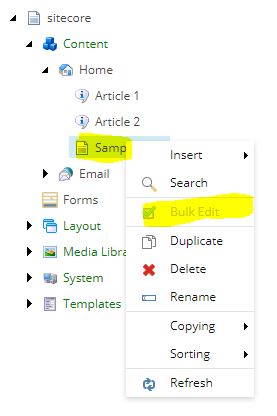 sitecore
Content
Home
Article 1
Article 2
Samp
Insert
Search
Email
Bulk Edit
Forms
Layout
Duplicate
Media Libra
Delete
System
Rename
Templates
Copying
Sorting
Refresh